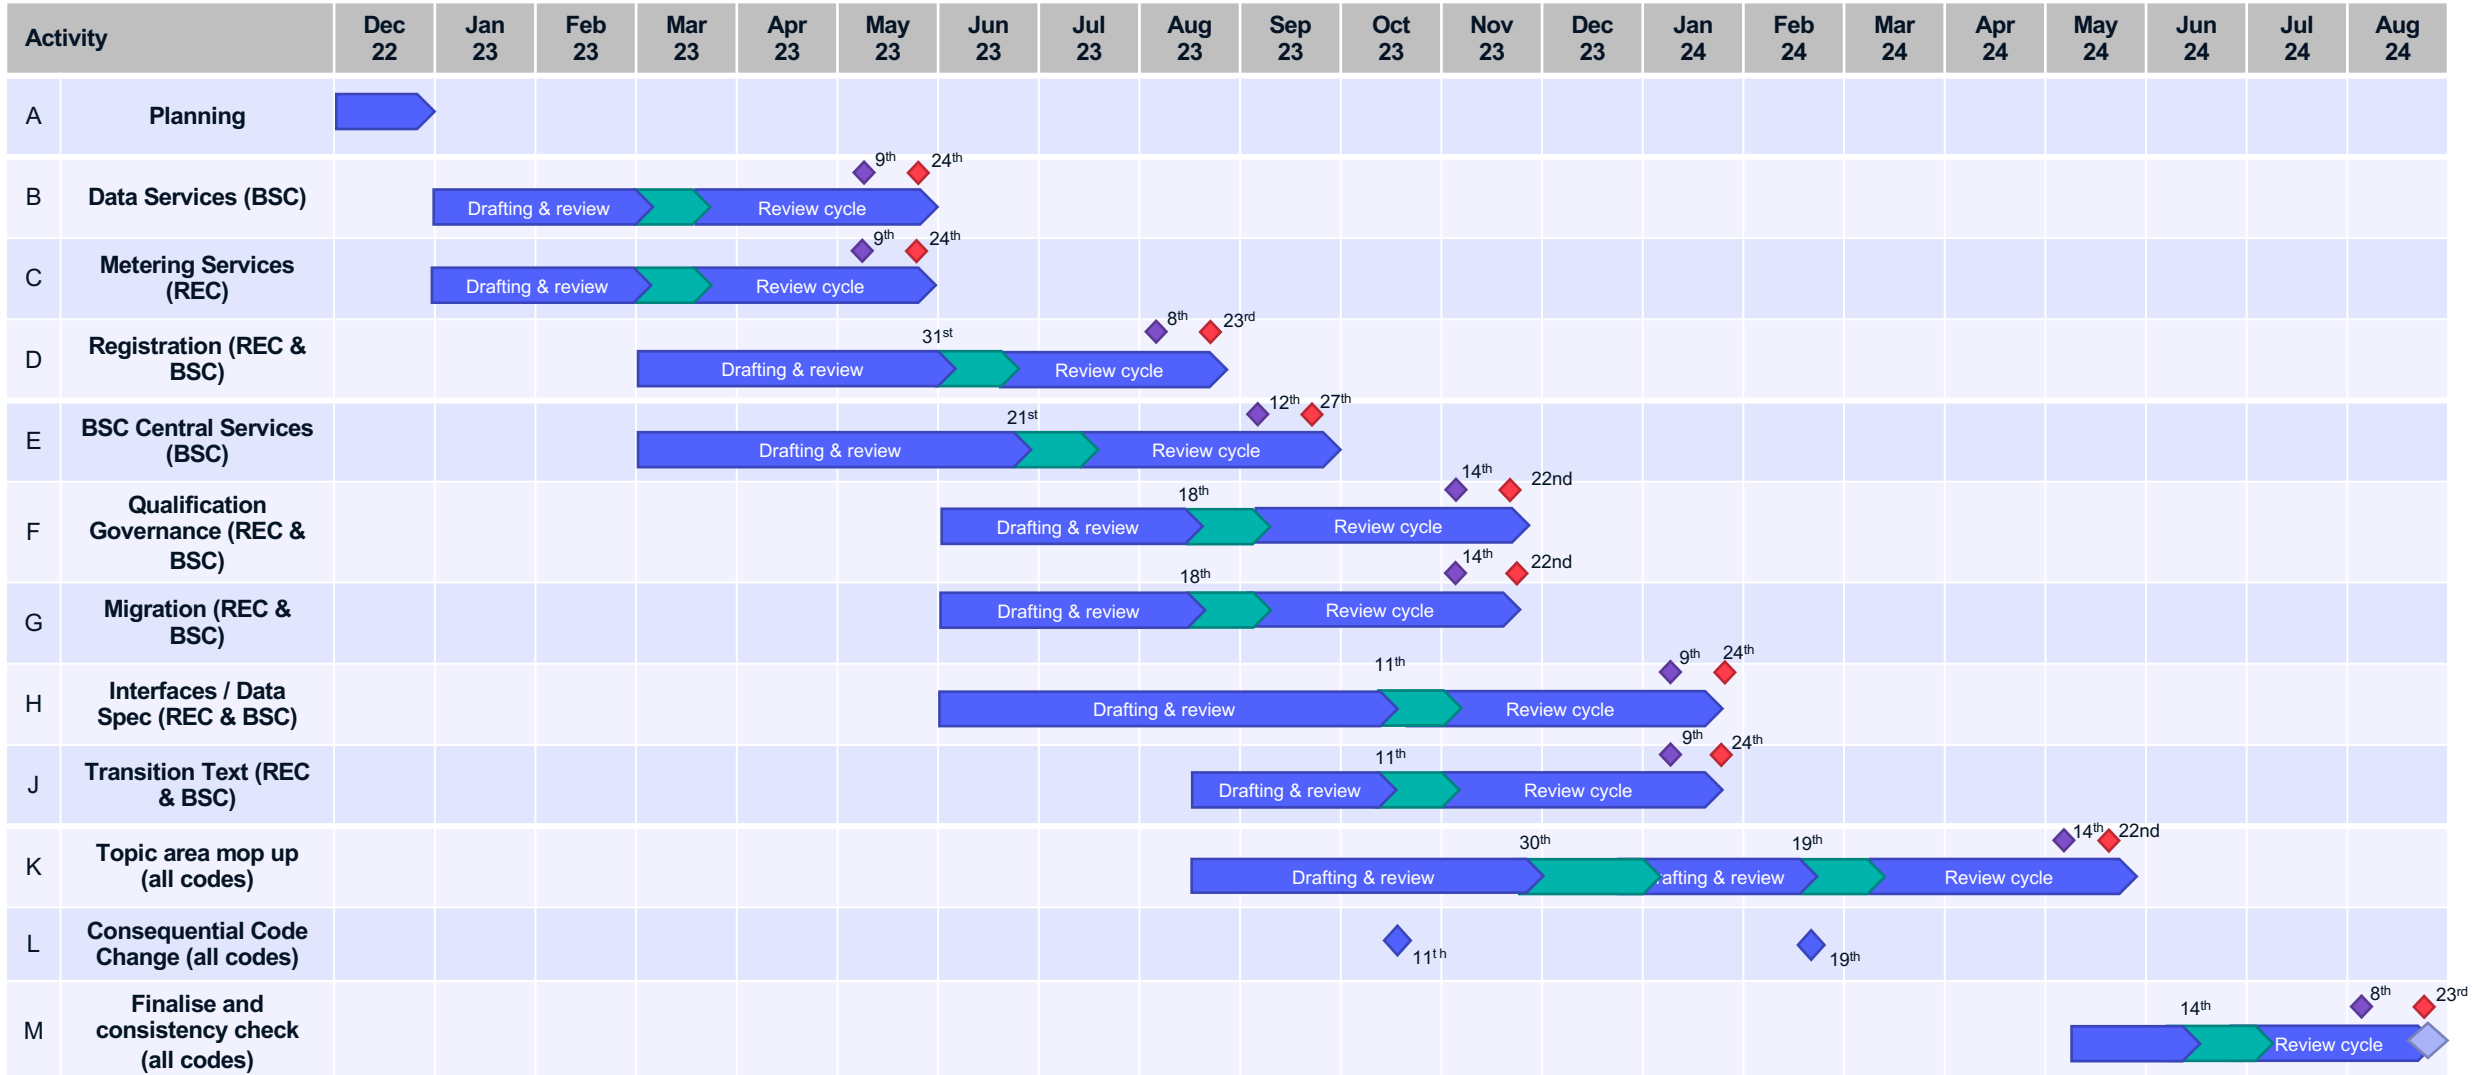 Activity
Dec 22
Jan 23
Feb 23
Mar 23
Apr 23
May 23
Jun 23
Jul 23
Aug 23
Sep 23
Oct 23
Nov 23
Dec 23
Jan 24
Feb 24
Mar 24
Apr 24
May 24
Jun 24
Jul 24
Aug 24
A
Planning
B
Data Services (BSC)
9th
24th
Drafting & review
Review cycle
C
Metering Services
(REC)
9th
24th
Drafting & review
Review cycle
D
Registration (REC &
BSC)
31st
8th
23rd
Drafting & review
Review cycle
E
BSC Central Services
(BSC)
21st
12th
27th
Drafting & review
Review cycle
F
Qualification
Governance (REC &
BSC)
18th
14th
22nd
Drafting & review
Review cycle
G
Migration (REC &
BSC)
18th
14th
22nd
Drafting & review
Review cycle
H
Interfaces / Data
Spec (REC & BSC)
11th
9th
24th
Drafting & review
Review cycle
J
Transition Text (REC
& BSC)
11th
9th
24th
Drafting & review
Review cycle
K
Topic area mop up
(all codes)
30th
19th
14th
22nd
Drafting & review
rafting & review
Review cycle
L
Consequential Code
Change (all codes)
11th
19th
M
Finalise and
consistency check
(all codes)
14th
8th
23rd
Review cycle